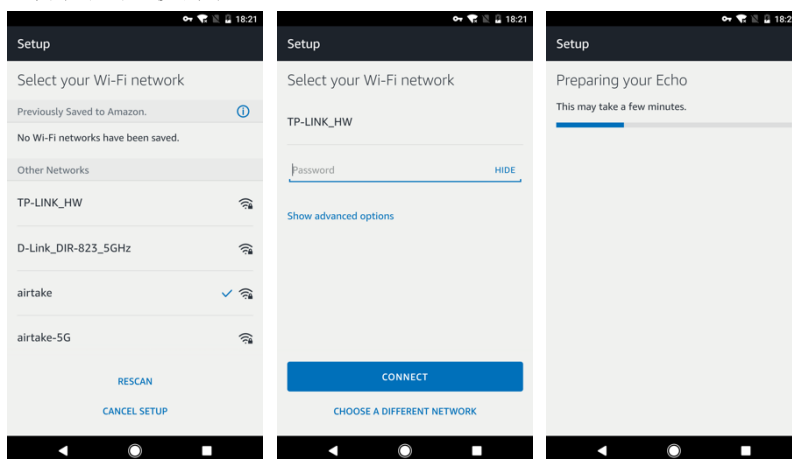 18:21
Setup
Select your Wi-Fi network
Previously Saved to Amazon.
No Wi-Fi networks have been saved.
Other Networks
TP-LINK_HW
D-Link_DIR-823_5GHz
airtake
airtake-5G
RESCAN
CANCEL SETUP
18:21
Setup
Select your Wi-Fi network
TP-LINK_HW
Password HIDE
Show advanced options
CONNECT
CHOOSE A DIFFERENT NETWORK
Setup
Preparing your Echo
This may take a few minutes.